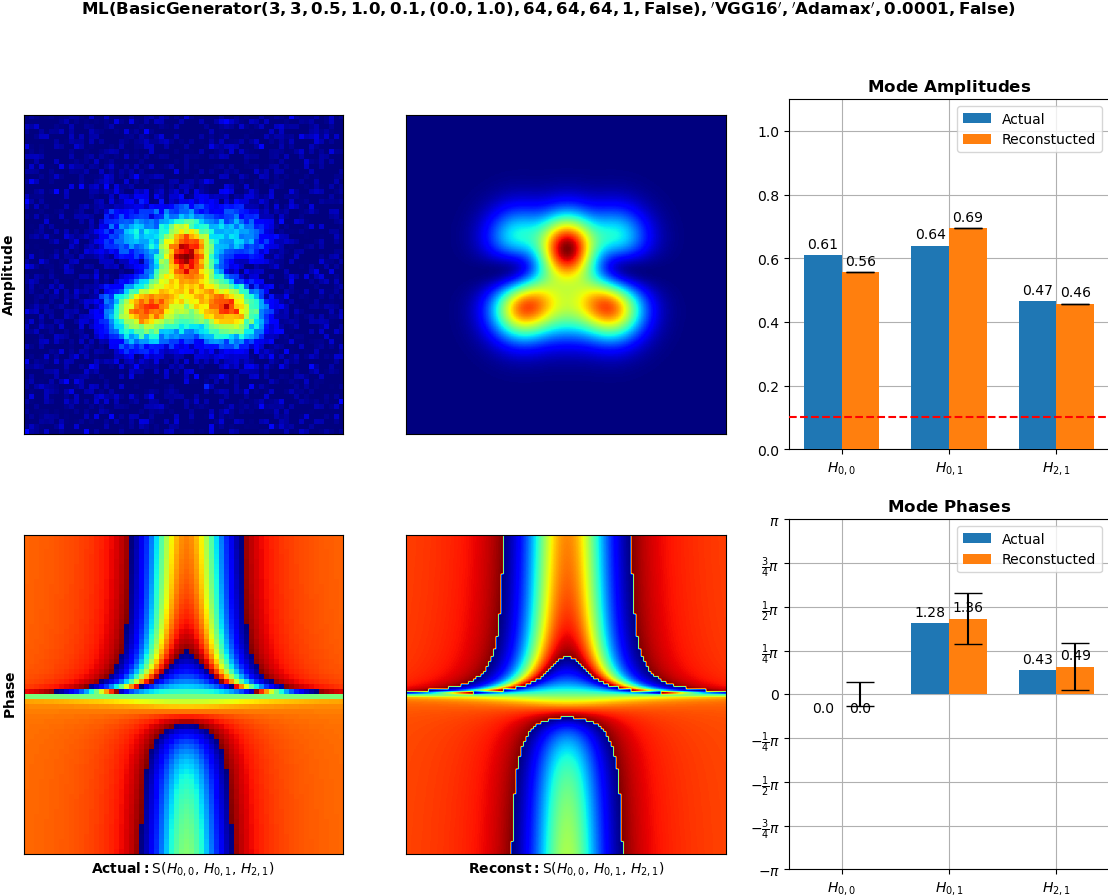 ML(BasicGenerator(3, 3, 0.5, 1.0, 0.1, (0.0, 1.0), 64, 64, 64, 1, False), ′VGG16′, ′Adamax′, 0.0001, False)
Amplitude
Mode Amplitudes
Actual
Reconstucted
1.0
0.8
0.6
0.4
0.2
0.0
0.61
0.56
0.64
0.69
0.47
0.46
H0,0
H0,1
H2,1
Phase
Actual: S(H0,0, H0,1, H2,1)
Reconst: S(H0,0, H0,1, H2,1)
Mode Phases
Actual
Reconstucted
π
3/4π
1/2π
1/4π
0
−1/4π
−1/2π
−3/4π
−π
0.0
0.0
1.28
1.36
0.43
0.49
H0,0
H0,1
H2,1